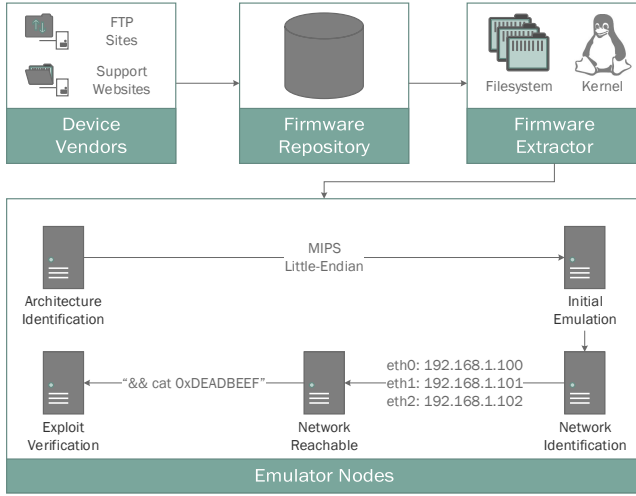 FTP
Sites
Support
Websites
Device
Vendors
Firmware
Repository
Filesystem
Kernel
Firmware
Extractor
MIPS
Little-Endian
Architecture
Identification
Initial
Emulation
eth0: 192.168.1.100
eth1: 192.168.1.101
eth2: 192.168.1.102
“&& cat 0xDEADBEEF”
Exploit
Verification
Network
Reachable
Network
Identification
Emulator Nodes